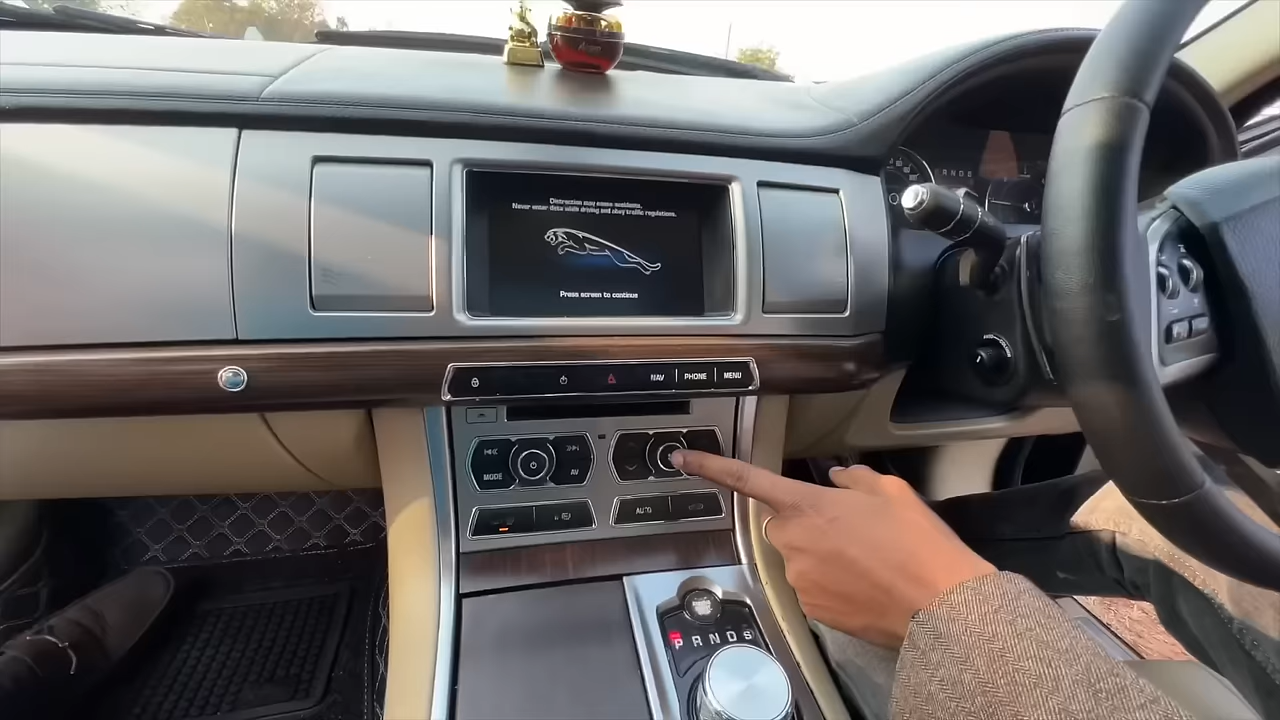 Distraction may cause accidents.
Never enter data while driving and obey traffic regulations.
Press screen to continue
NAV
PHONE
MENU
MODE
AV
AUTO
P R N D S
R N D S